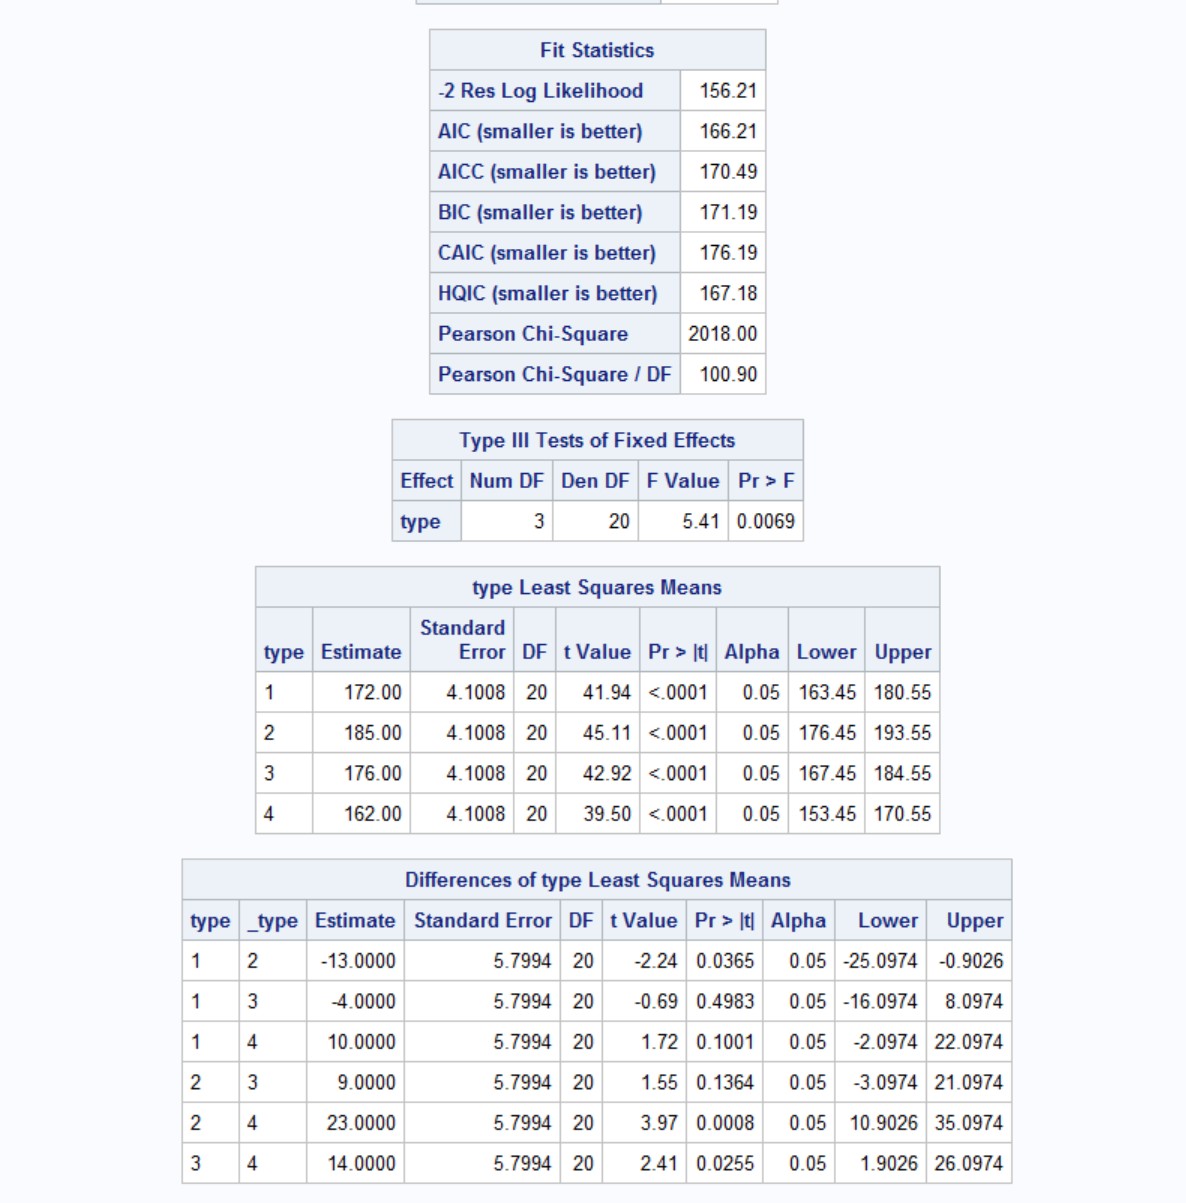 Fit Statistics
-2 Res Log Likelihood 156.21
AIC (smaller is better) 166.21
AICC (smaller is better) 170.49
BIC (smaller is better) 171.19
CAIC (smaller is better) 176.19
HQIC (smaller is better) 167.18
Pearson Chi-Square 2018.00
Pearson Chi-Square / DF 100.90
Type III Tests of Fixed Effects
Effect Num DF Den DF F Value Pr > F
type 3 20 5.41 0.0069
type Least Squares Means
type Estimate Standard Error DF t Value Pr > |t| Alpha Lower Upper
1 172.00 4.1008 20 41.94 <.0001 0.05 163.45 180.55
2 185.00 4.1008 20 45.11 <.0001 0.05 176.45 193.55
3 176.00 4.1008 20 42.92 <.0001 0.05 167.45 184.55
4 162.00 4.1008 20 39.50 <.0001 0.05 153.45 170.55
Differences of type Least Squares Means
type _type Estimate Standard Error DF t Value Pr > |t| Alpha Lower Upper
1 2 -13.0000 5.7994 20 -2.24 0.0365 0.05 -25.0974 -0.9026
1 3 -4.0000 5.7994 20 -0.69 0.4983 0.05 -16.0974 8.0974
1 4 10.0000 5.7994 20 1.72 0.1001 0.05 -2.0974 22.0974
2 3 9.0000 5.7994 20 1.55 0.1364 0.05 -3.0974 21.0974
2 4 23.0000 5.7994 20 3.97 0.0008 0.05 10.9026 35.0974
3 4 14.0000 5.7994 20 2.41 0.0255 0.05 1.9026 26.0974